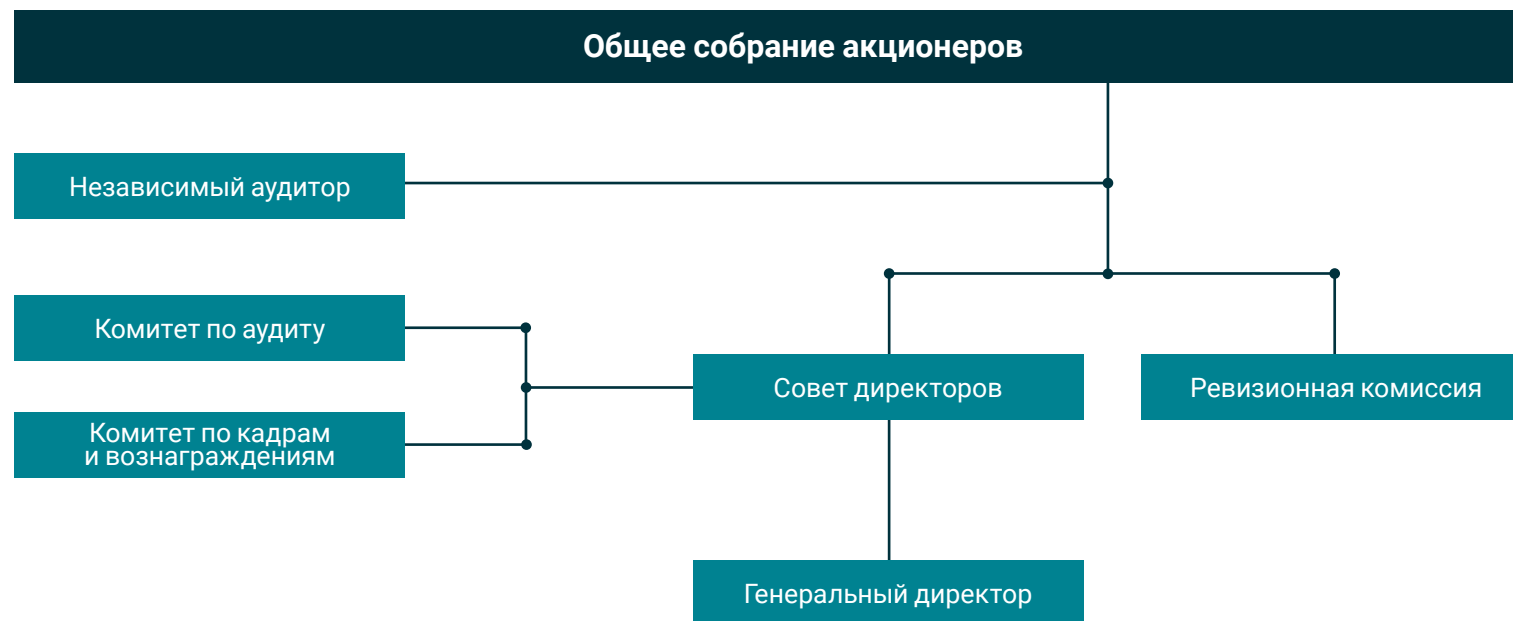 Общее собрание акционеров
Независимый аудитор
Комитет по аудиту
Совет директоров
Ревизионная комиссия
Комитет по кадрам
и вознаграждениям
Генеральный директор